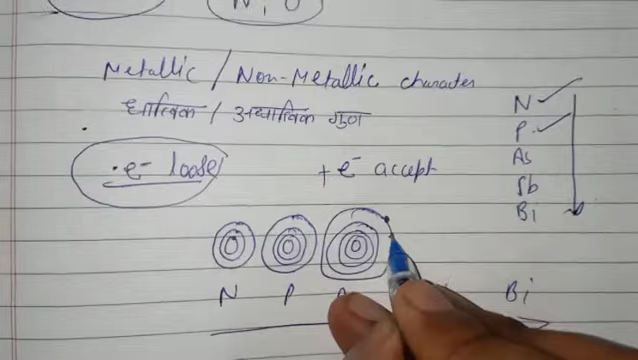 N, O
Metallic / Non-Metallic character
धात्विक / अधात्विक गुण
N
P
As
Sb
Bi
e⁻ loose
+ e⁻ accept
N P Bi